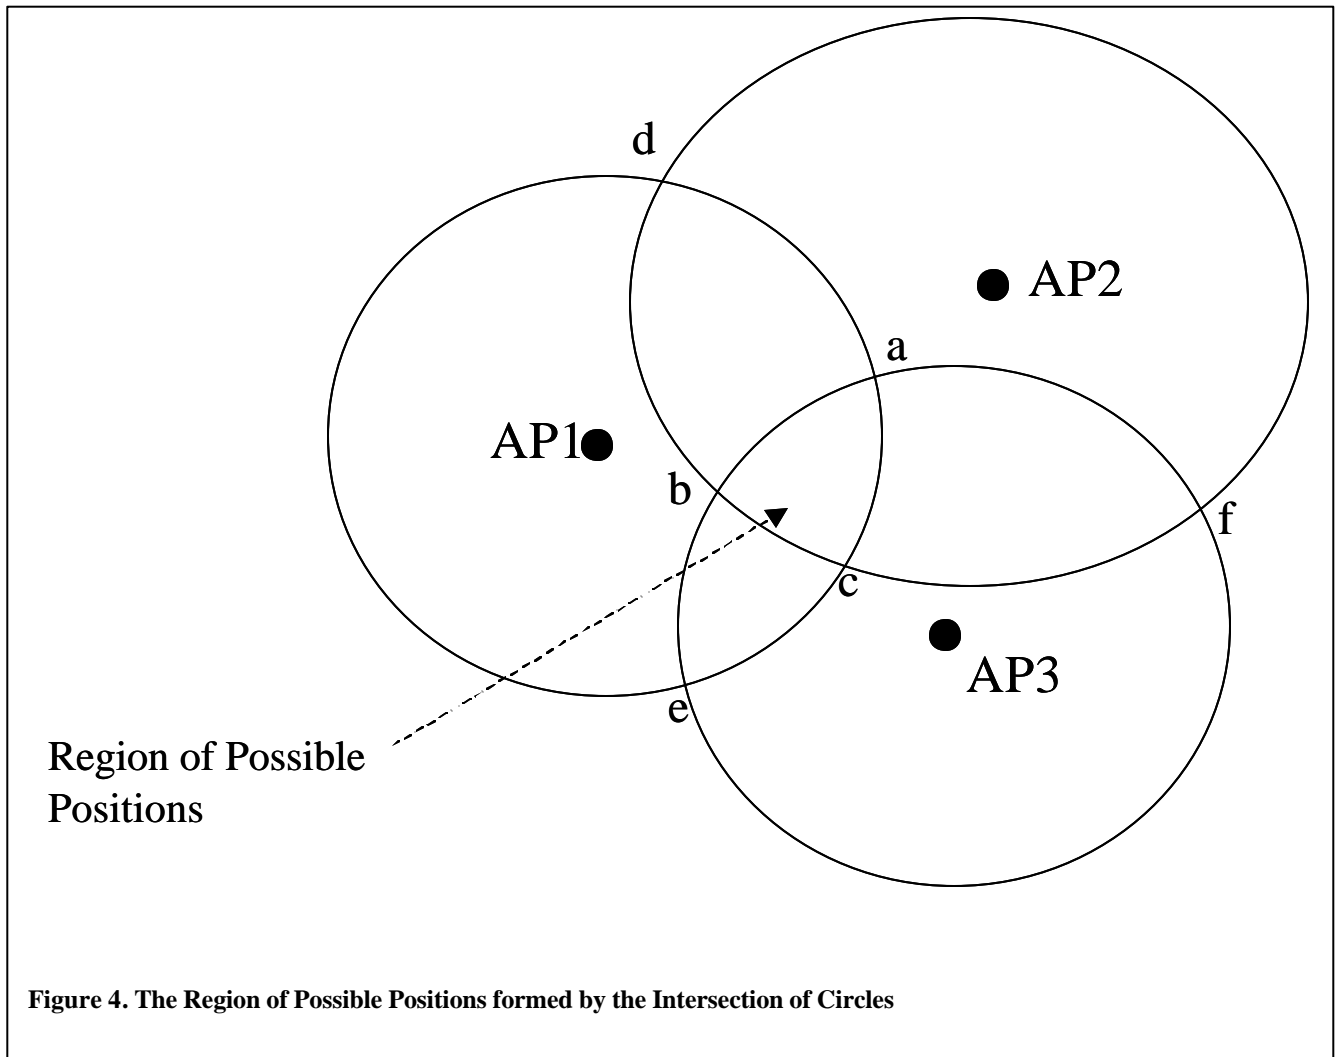 d
AP2
a
AP1
b
f
c
AP3
e
Region of Possible
Positions
Figure 4. The Region of Possible Positions formed by the Intersection of Circles